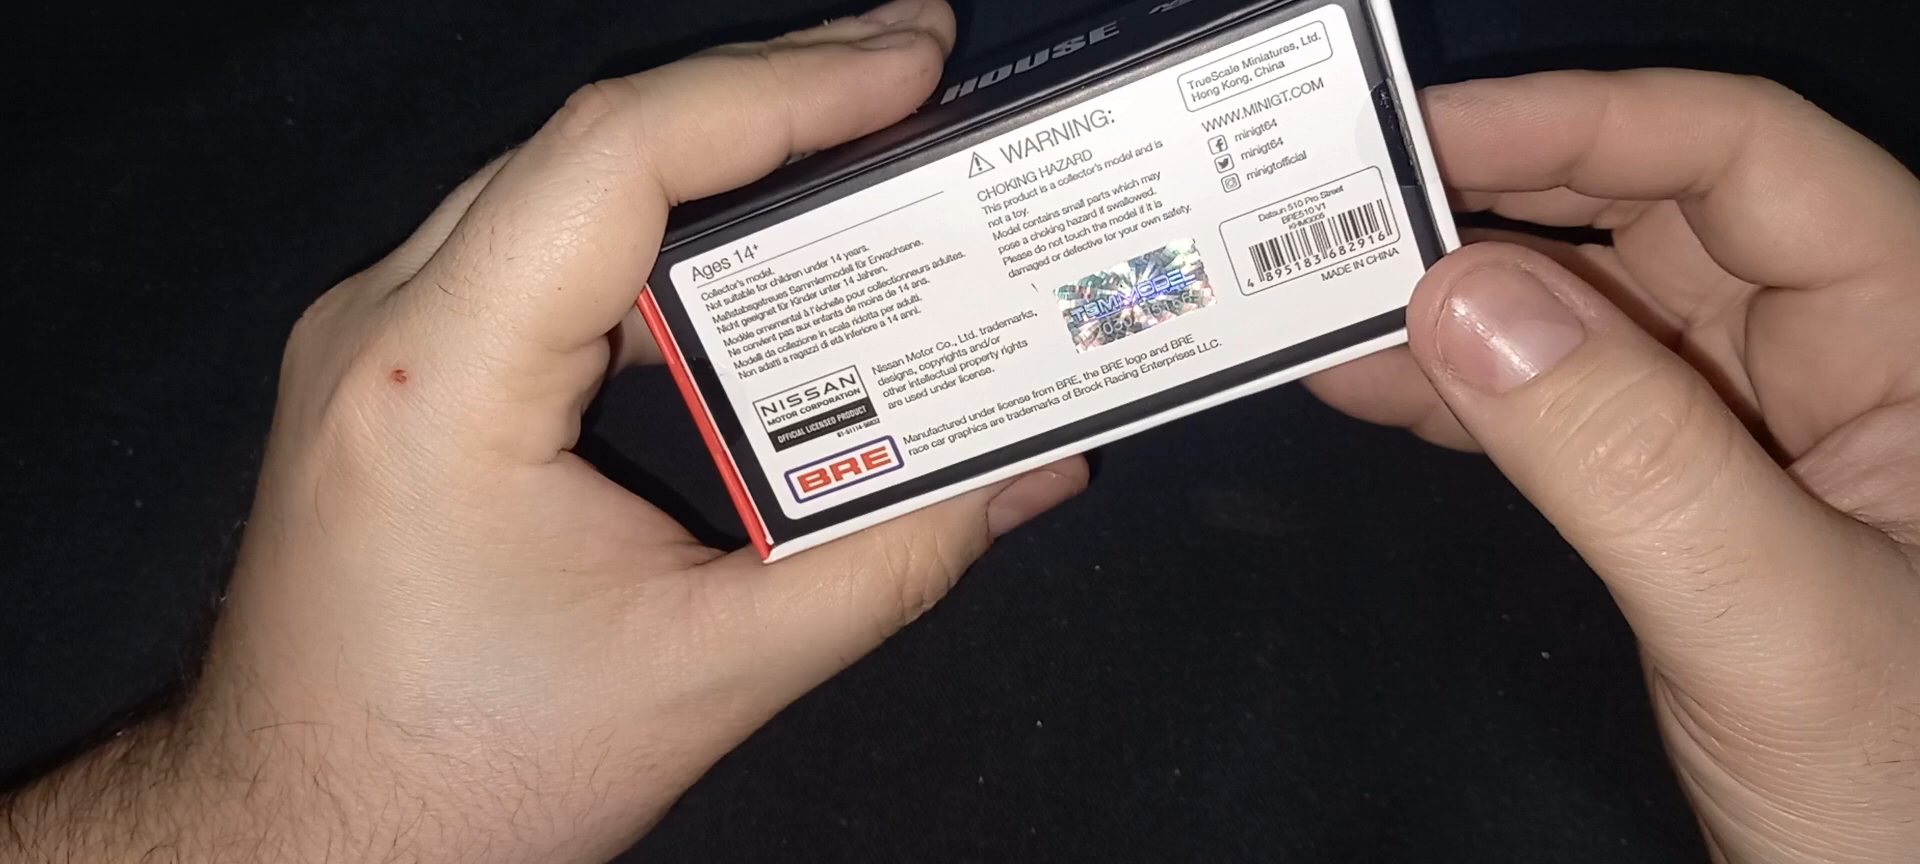 HOUSE
Ages 14+
Collector's model.
Not suitable for children under 14 years.
Maßstabsgetreues Sammlermodell für Erwachsene.
Nicht geeignet für Kinder unter 14 Jahren.
Modèle ornemental à l'échelle pour collectionneurs adultes.
Ne convient pas aux enfants de moins de 14 ans.
Modelli da collezione in scala ridotta per adulti.
Non adatti a ragazzi di età inferiore a 14 anni.
NISSAN
MOTOR CORPORATION
OFFICIAL LICENSED PRODUCT
Nissan Motor Co., Ltd. trademarks,
designs, copyrights and/or
other intellectual property rights
are used under license.
BRE
Manufactured under license from BRE, the BRE logo and BRE
race car graphics are trademarks of Brock Racing Enterprises LLC.
WARNING:
CHOKING HAZARD
This product is a collector's model and is
not a toy.
Model contains small parts which may
pose a choking hazard if swallowed.
Please do not touch the model if it is
damaged or defective for your own safety.
TSM MODEL
TrueScale Miniatures, Ltd.
Hong Kong, China
WWW.MINIGT.COM
minigt64
minigt64
minigtofficial
Datsun 510 Pro Street
BRE510 V1
KHMG006
4 895183 682916
MADE IN CHINA